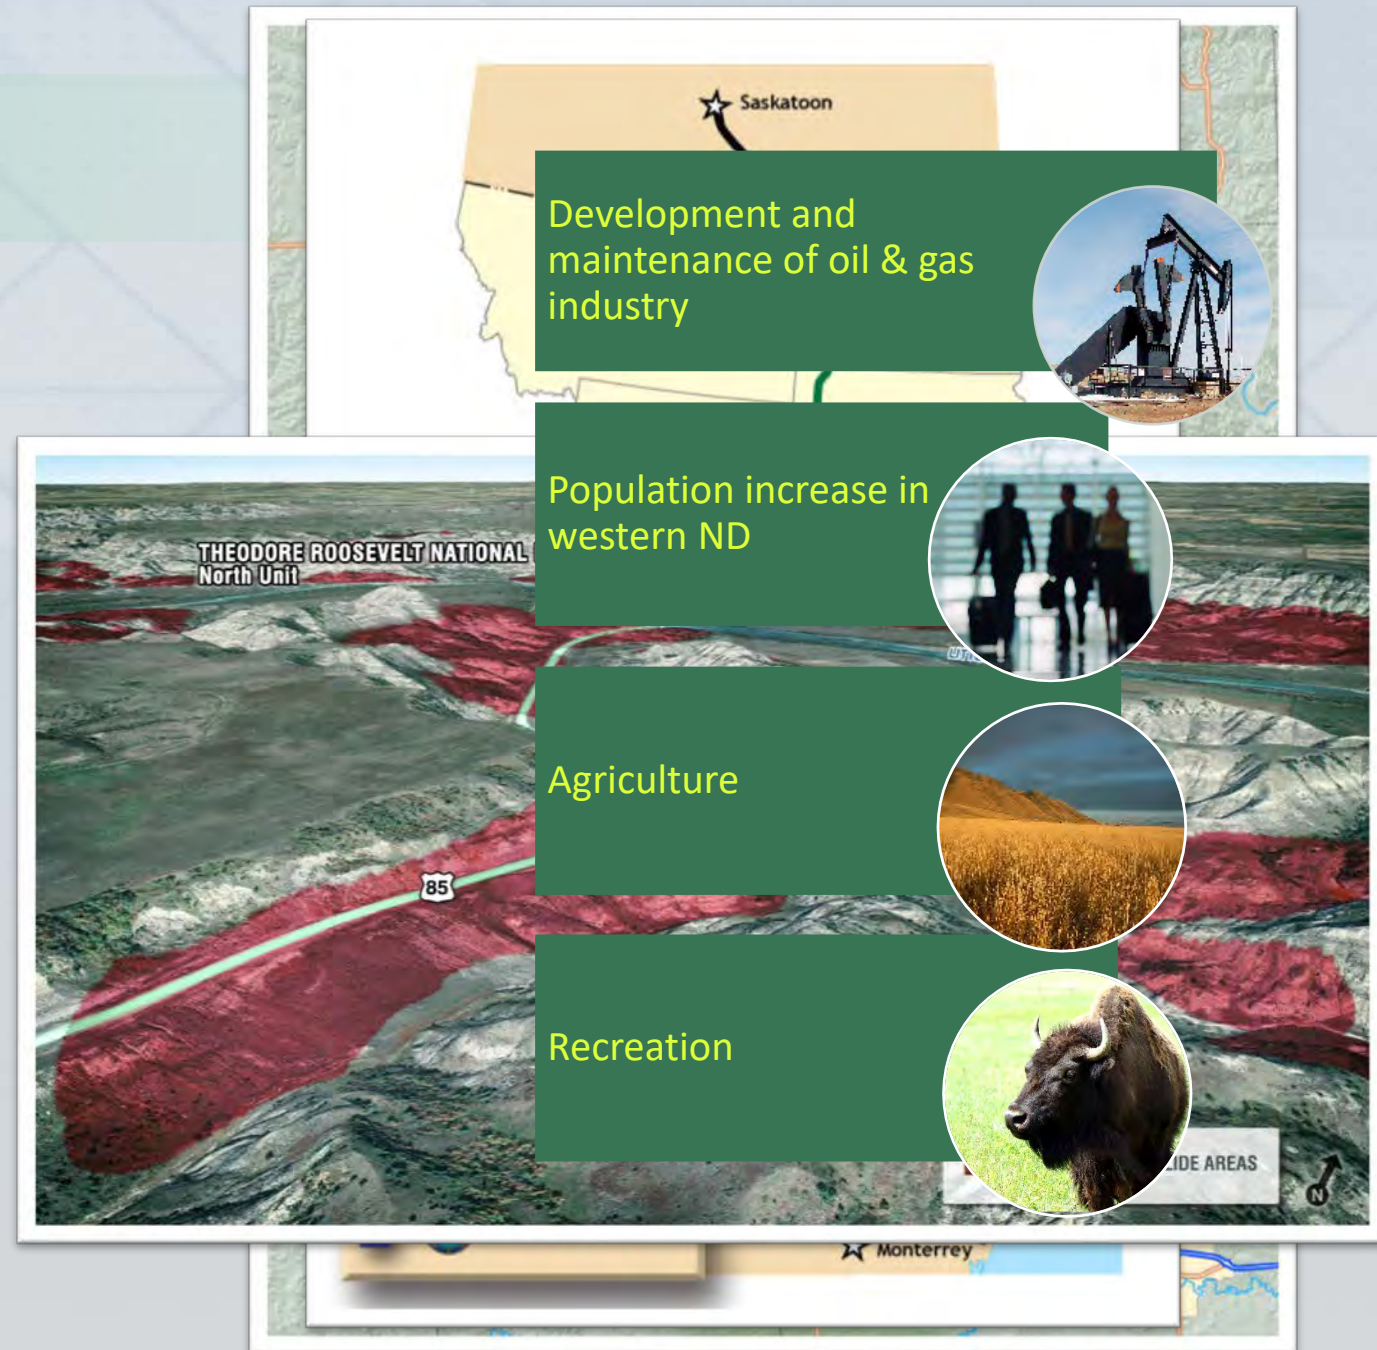 Saskatoon
Development and
maintenance of oil & gas
industry
Population increase in
western ND
THEODORE ROOSEVELT NATIONAL
North Unit
Agriculture
85
Recreation
AREAS
N
Monterrey